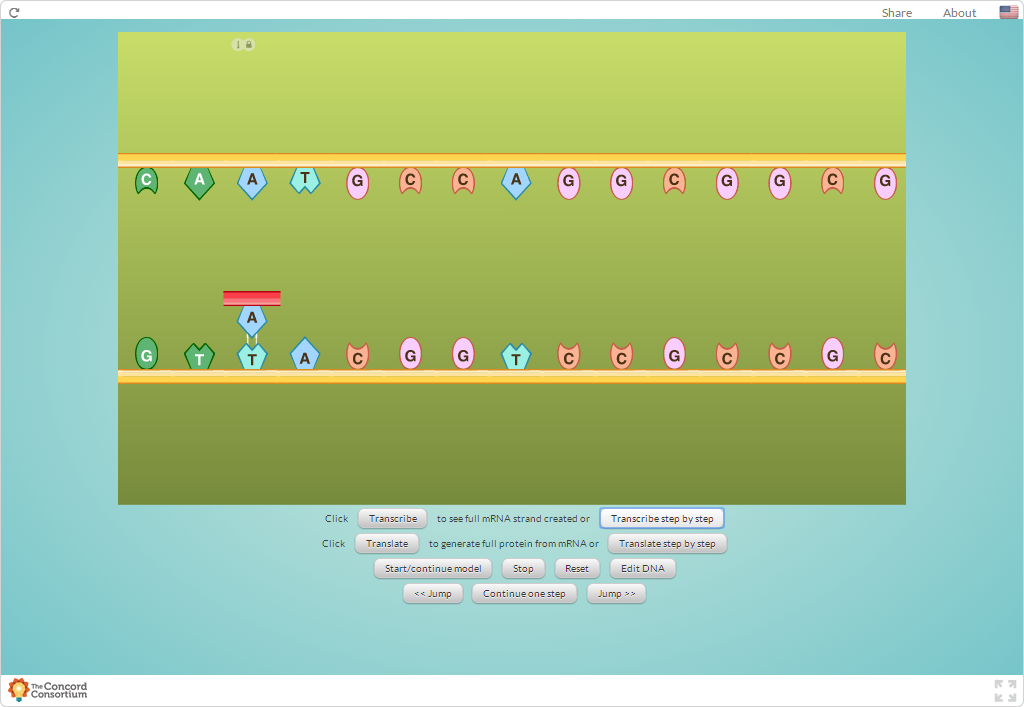 Share About
C A A T G C C A G G C G G C G
A
G T T A C G G T C C G C C G C
Click Transcribe to see full mRNA strand created or Transcribe step by step
Click Translate to generate full protein from mRNA or Translate step by step
Start/continue model Stop Reset Edit DNA
<< Jump Continue one step Jump >>
The Concord
Consortium